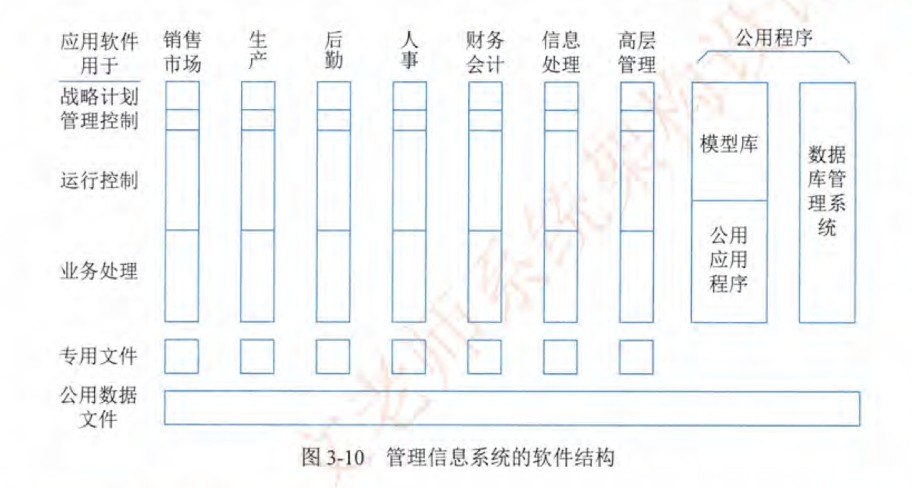 应用软件
用于
销售
市场
生
产
后
勤
人
事
财务
会计
信息
处理
高层
管理
公用程序
战略计划
管理控制
运行控制
业务处理
模型库
公用
应用
程序
数据
库管
理系
统
专用文件
公用数据
文件
图 3-10 管理信息系统的软件结构